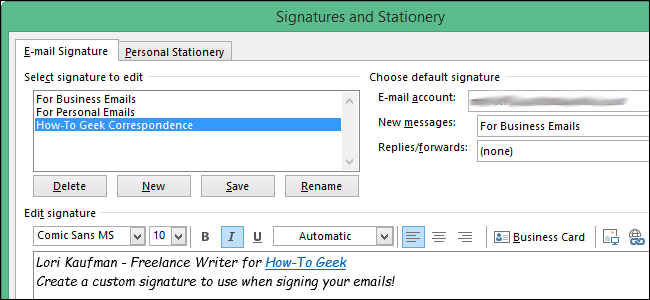 Signatures and Stationery
E-mail Signature Personal Stationery
Select signature to edit Choose default signature
For Business Emails
For Personal Emails
How-To Geek Correspondence
E-mail account:
New messages: For Business Emails
Replies/forwards: (none)
Delete New Save Rename
Edit signature
Comic Sans MS 10 B I U Automatic Business Card
Lori Kaufman - Freelance Writer for How-To Geek
Create a custom signature to use when signing your emails!